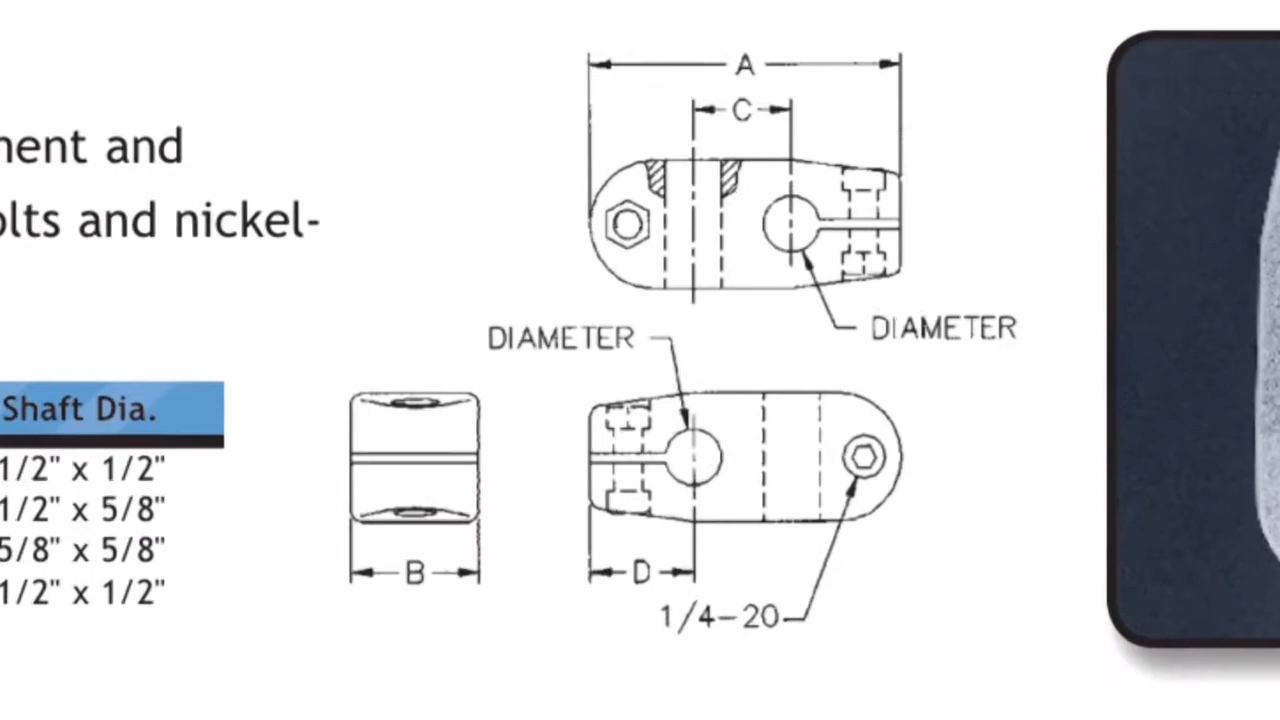 nent and
olts and nickel-
Shaft Dia.
1/2" x 1/2"
1/2" x 5/8"
5/8" x 5/8"
1/2" x 1/2"
A
C
DIAMETER
DIAMETER
B
D
1/4-20